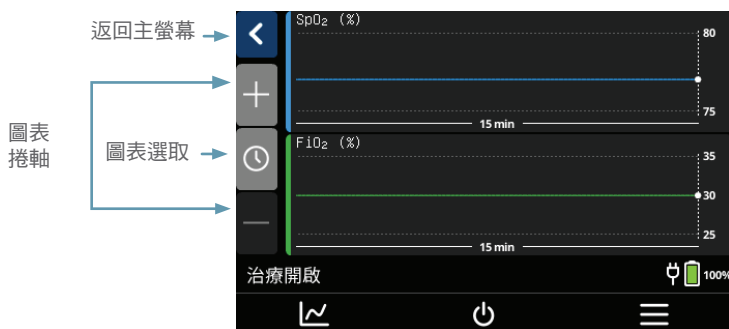 返回主螢幕
圖表
捲軸
圖表選取
SpO₂ (%)
80
75
15 min
FiO₂ (%)
35
30
25
15 min
治療開啟
100%